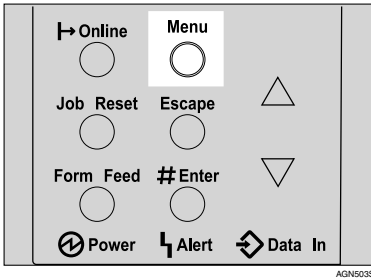 Online Menu
Job Reset Escape
Form Feed # Enter
Power Alert Data In
AGN503S